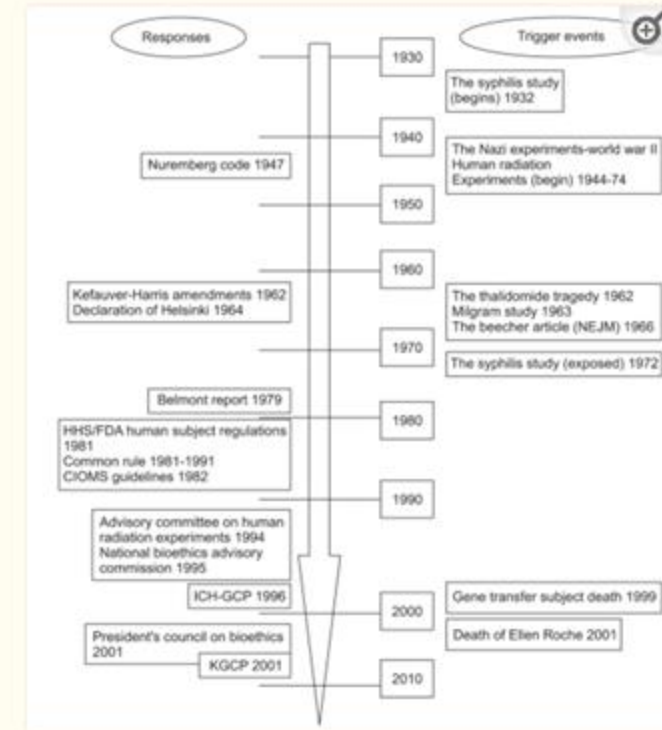 Responses
Trigger events
1930
The syphilis study
(begins) 1932
1940
The Nazi experiments-world war II
Human radiation
Experiments (begin) 1944-74
Nuremberg code 1947
1950
1960
Kefauver-Harris amendments 1962
Declaration of Helsinki 1964
The thalidomide tragedy 1962
Milgram study 1963
The beecher article (NEJM) 1966
1970
The syphilis study (exposed) 1972
Belmont report 1979
1980
HHS/FDA human subject regulations
1981
Common rule 1981-1991
CIOMS guidelines 1982
1990
Advisory committee on human
radiation experiments 1994
National bioethics advisory
commission 1995
ICH-GCP 1996
Gene transfer subject death 1999
2000
President's council on bioethics
2001
Death of Ellen Roche 2001
KGCP 2001
2010